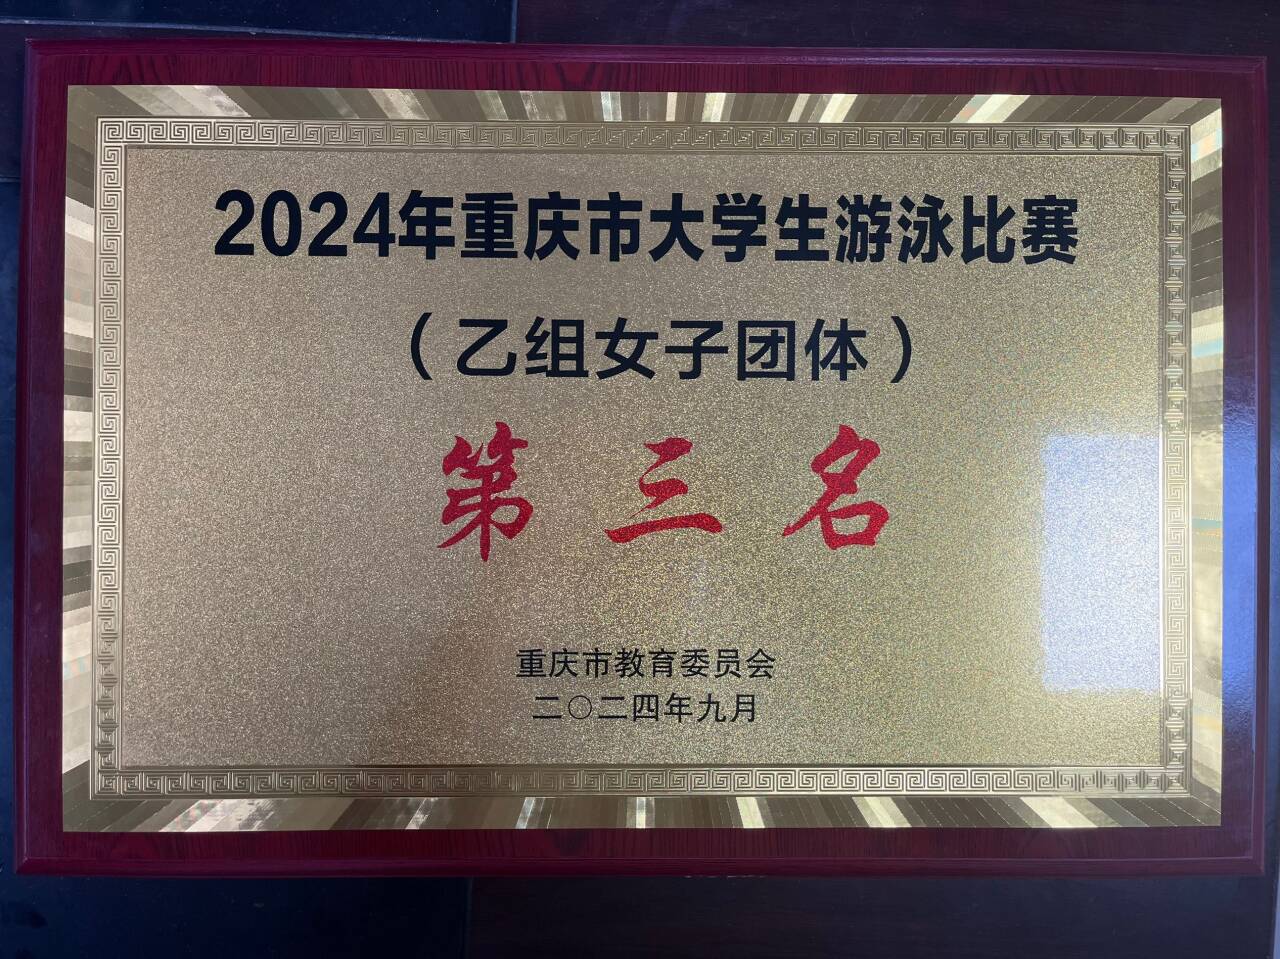 2024年重庆市大学生游泳比赛
（乙组女子团体）
第三名
重庆市教育委员会
二〇二四年九月